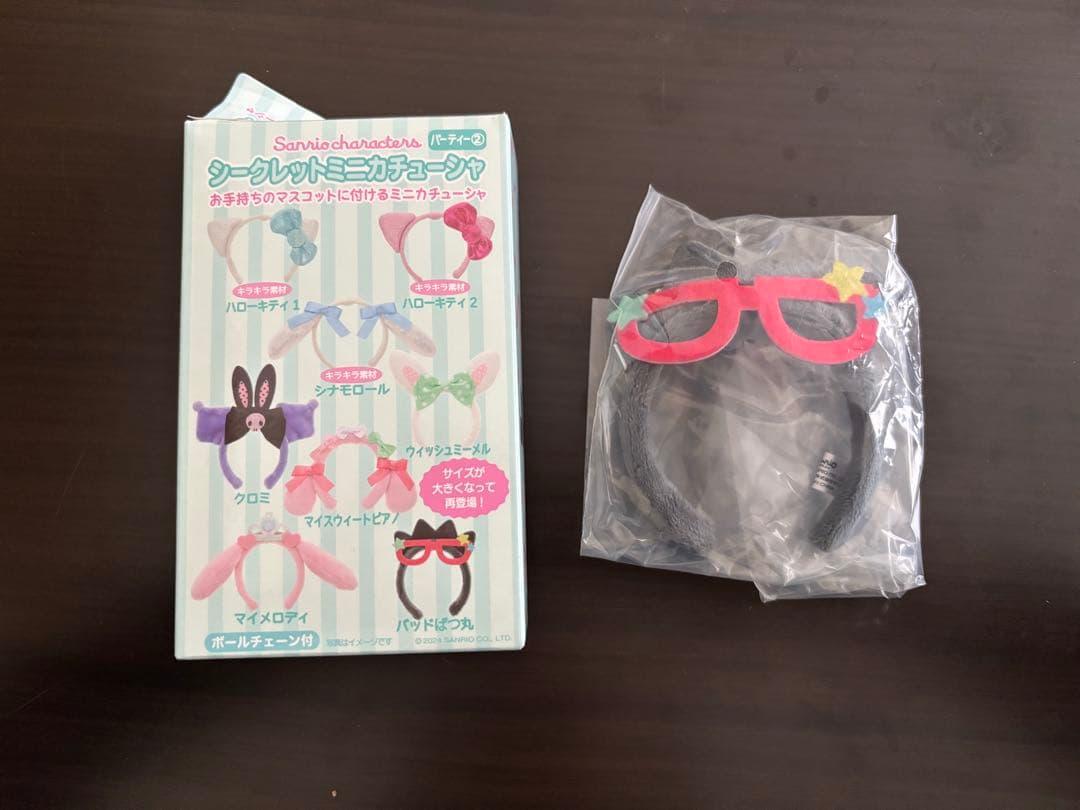 Sanrio characters パーティー②
シークレットミニカチューシャ
お手持ちのマスコットに付けるミニカチューシャ
キラキラ素材
ハローキティ1
キラキラ素材
ハローキティ2
キラキラ素材
シナモロール
ウィッシュミーメル
クロミ
マイスウィートピアノ
サイズが
大きくなって
再登場!
マイメロディ
バッドばつ丸
ボールチェーン付
写真はイメージです
©2024 SANRIO CO., LTD.